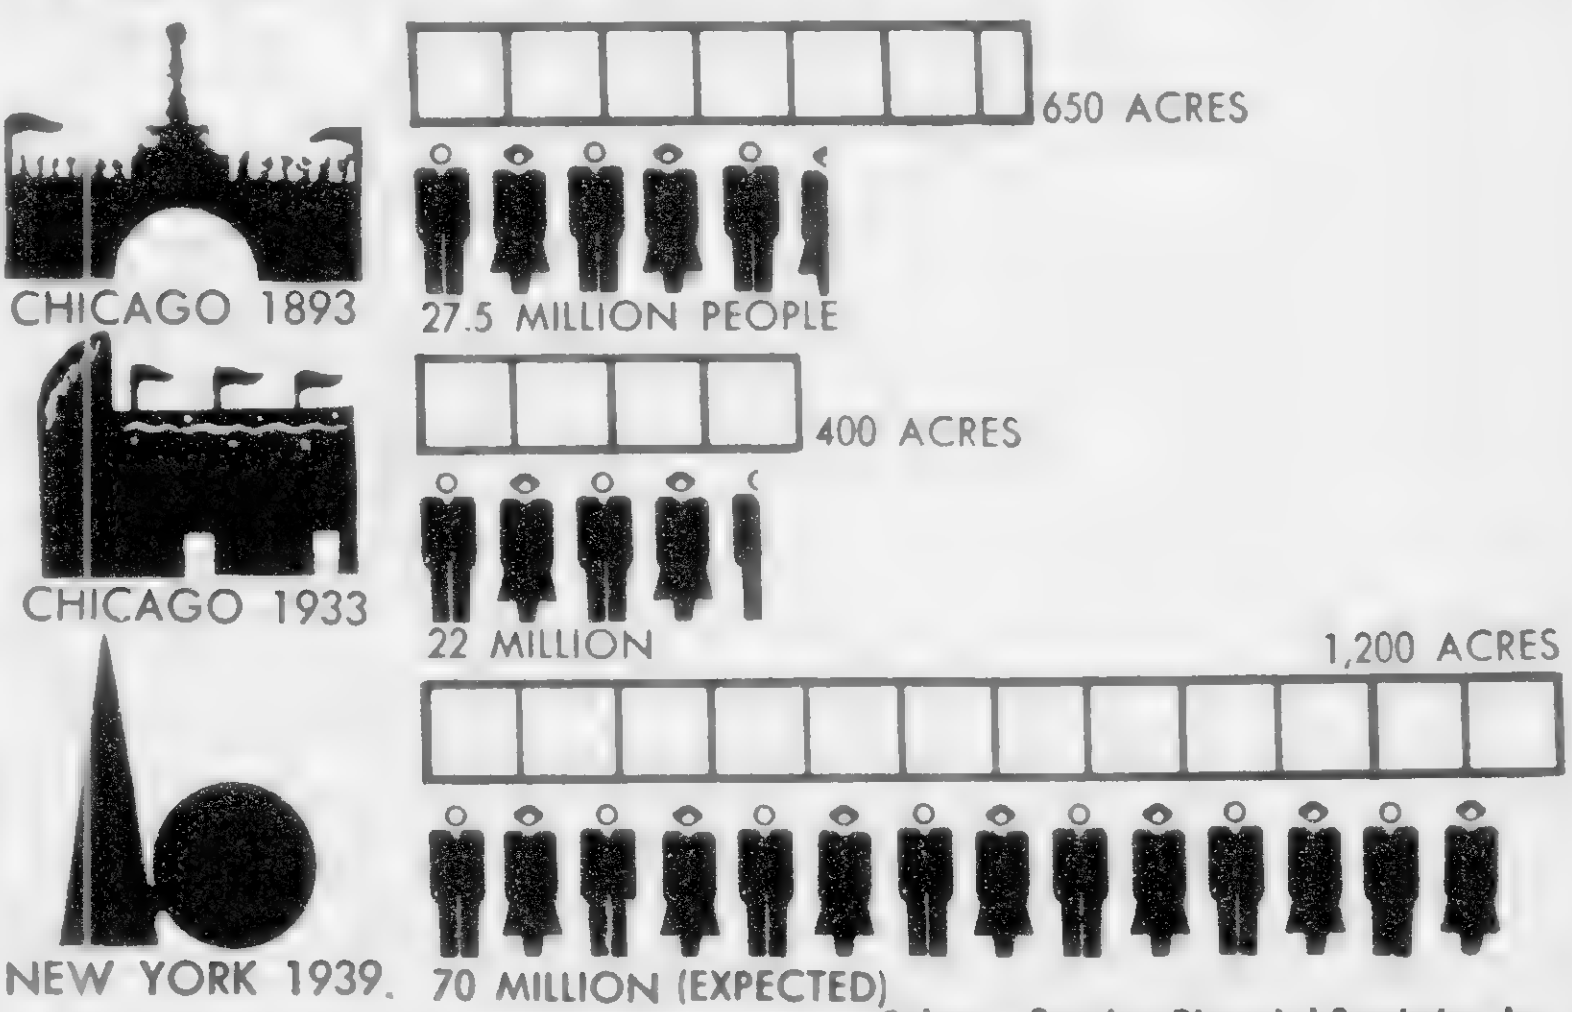 650 ACRES
CHICAGO 1893
27.5 MILLION PEOPLE
400 ACRES
CHICAGO 1933
22 MILLION
1,200 ACRES
NEW YORK 1939.
70 MILLION (EXPECTED)